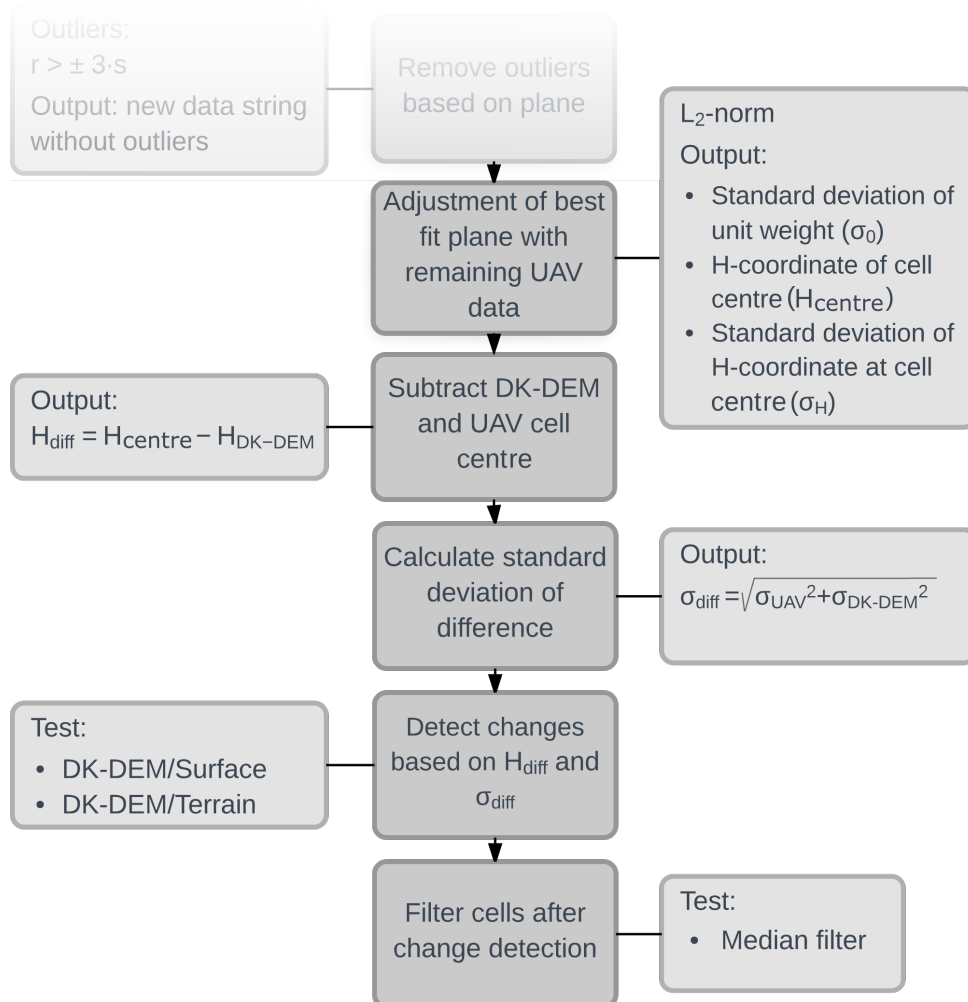 Outliers:
r > ± 3·s
Output: new data string
without outliers
Remove outliers
based on plane
Adjustment of best
fit plane with
remaining UAV
data
L₂-norm
Output:
• Standard deviation of
unit weight (σ₀)
• H-coordinate of cell
centre (Hcentre)
• Standard deviation of
H-coordinate at cell
centre (σH)
Subtract DK-DEM
and UAV cell
centre
Output:
Hdiff = Hcentre − HDK−DEM
Calculate standard
deviation of
difference
Output:
σdiff = √σUAV²+σDK-DEM²
Detect changes
based on Hdiff and
σdiff
Test:
• DK-DEM/Surface
• DK-DEM/Terrain
Filter cells after
change detection
Test:
• Median filter